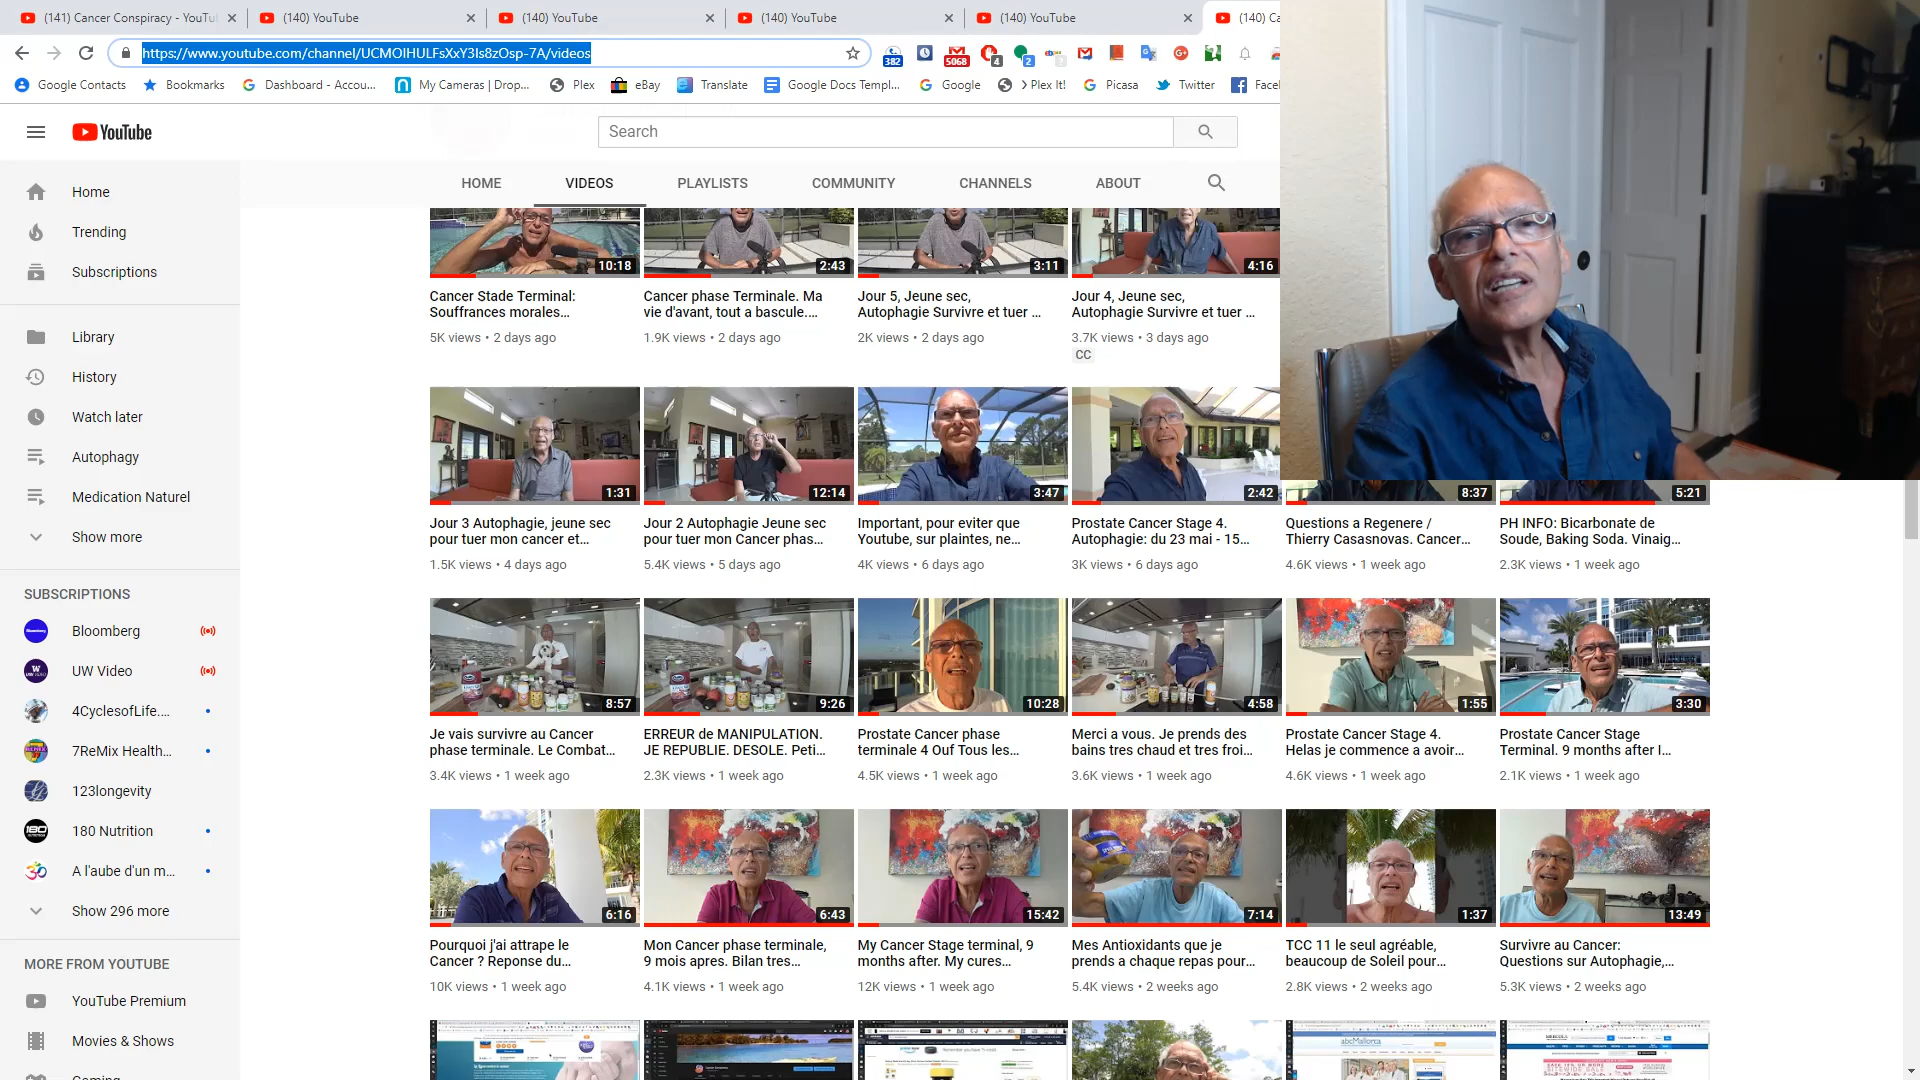 (141) Cancer Conspiracy - YouTu
(140) YouTube
(140) YouTube
(140) YouTube
(140) YouTube
(140) Ca
https://www.youtube.com/channel/UCMOIHULFsXxY3Is8zOsp-7A/videos
382
5068
4
2
Google Contacts
Bookmarks
Dashboard - Accou...
My Cameras | Drop...
Plex
eBay
Translate
Google Docs Templ...
Google
> Plex It!
Picasa
Twitter
Facel
YouTube
Search
HOME
VIDEOS
PLAYLISTS
COMMUNITY
CHANNELS
ABOUT
Home
Trending
Subscriptions
Library
History
Watch later
Autophagy
Medication Naturel
Show more
SUBSCRIPTIONS
Bloomberg
UW Video
4CyclesofLife....
7ReMix Health...
123longevity
180 Nutrition
A l'aube d'un m...
Show 296 more
MORE FROM YOUTUBE
YouTube Premium
Movies & Shows
Gaming
10:18
2:43
3:11
4:16
Cancer Stade Terminal:
Souffrances morales...
5K views • 2 days ago
Cancer phase Terminale. Ma
vie d'avant, tout a bascule....
1.9K views • 2 days ago
Jour 5, Jeune sec,
Autophagie Survivre et tuer ...
2K views • 2 days ago
Jour 4, Jeune sec,
Autophagie Survivre et tuer ...
3.7K views • 3 days ago
CC
1:31
12:14
3:47
2:42
8:37
5:21
Jour 3 Autophagie, jeune sec
pour tuer mon cancer et...
1.5K views • 4 days ago
Jour 2 Autophagie Jeune sec
pour tuer mon Cancer phas...
5.4K views • 5 days ago
Important, pour eviter que
Youtube, sur plaintes, ne...
4K views • 6 days ago
Prostate Cancer Stage 4.
Autophagie: du 23 mai - 15...
3K views • 6 days ago
Questions a Regenere /
Thierry Casasnovas. Cancer...
4.6K views • 1 week ago
PH INFO: Bicarbonate de
Soude, Baking Soda. Vinaig...
2.3K views • 1 week ago
8:57
9:26
10:28
4:58
1:55
3:30
Je vais survivre au Cancer
phase terminale. Le Combat...
3.4K views • 1 week ago
ERREUR de MANIPULATION.
JE REPUBLIE. DESOLE. Peti...
2.3K views • 1 week ago
Prostate Cancer phase
terminale 4 Ouf Tous les...
4.5K views • 1 week ago
Merci a vous. Je prends des
bains tres chaud et tres froi...
3.6K views • 1 week ago
Prostate Cancer Stage 4.
Helas je commence a avoir...
4.6K views • 1 week ago
Prostate Cancer Stage
Terminal. 9 months after I...
2.1K views • 1 week ago
6:16
6:43
15:42
7:14
1:37
13:49
Pourquoi j'ai attrape le
Cancer ? Reponse du...
10K views • 1 week ago
Mon Cancer phase terminale,
9 mois apres. Bilan tres...
4.1K views • 1 week ago
My Cancer Stage terminal, 9
months after. My cures...
12K views • 1 week ago
Mes Antioxidants que je
prends a chaque repas pour...
5.4K views • 2 weeks ago
TCC 11 le seul agréable,
beaucoup de Soleil pour...
2.8K views • 2 weeks ago
Survivre au Cancer:
Questions sur Autophagie,...
5.3K views • 2 weeks ago
abcMallorca